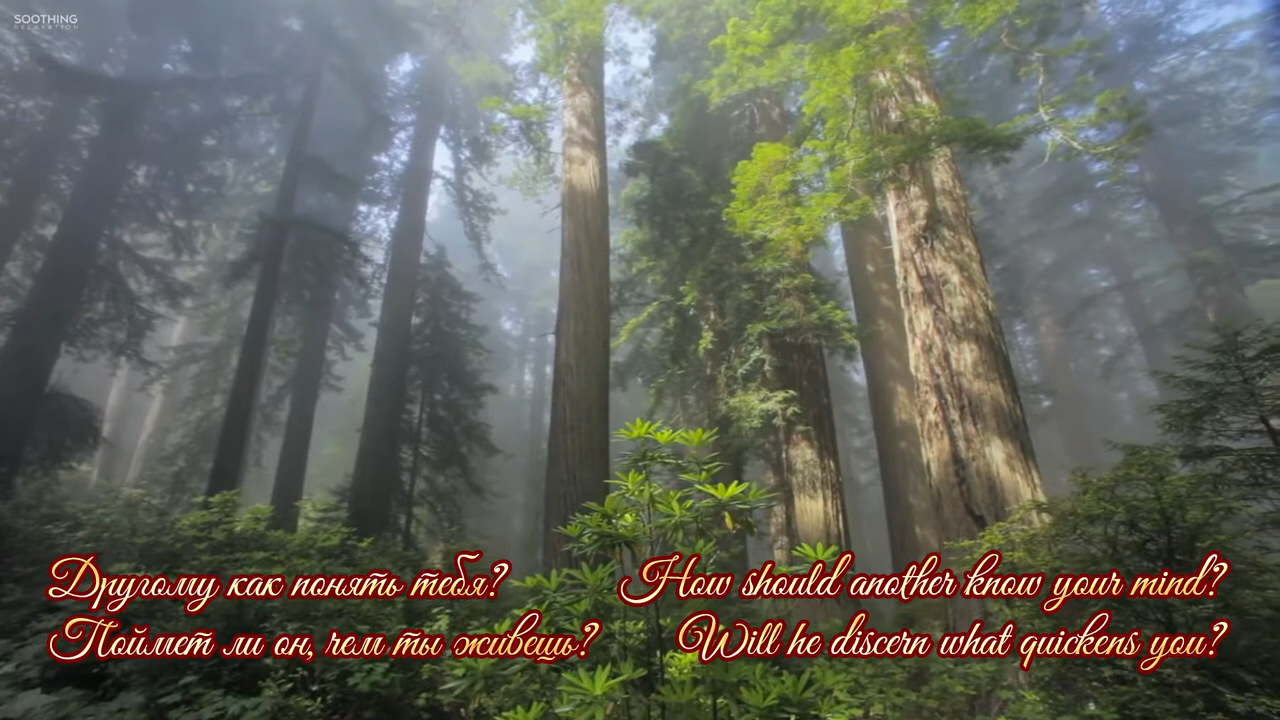 SOOTHING
RELAXATION
Другому как понять тебя?
Поймет ли он, чем ты живешь?
How should another know your mind?
Will he discern what quickens you?